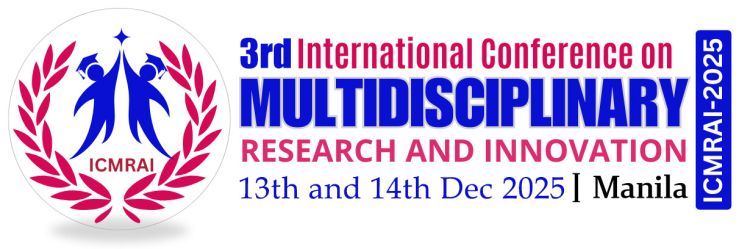 ICMRAI
3rd International Conference on
MULTIDISCIPLINARY
RESEARCH AND INNOVATION
13th and 14th Dec 2025 | Manila
ICMRAI-2025